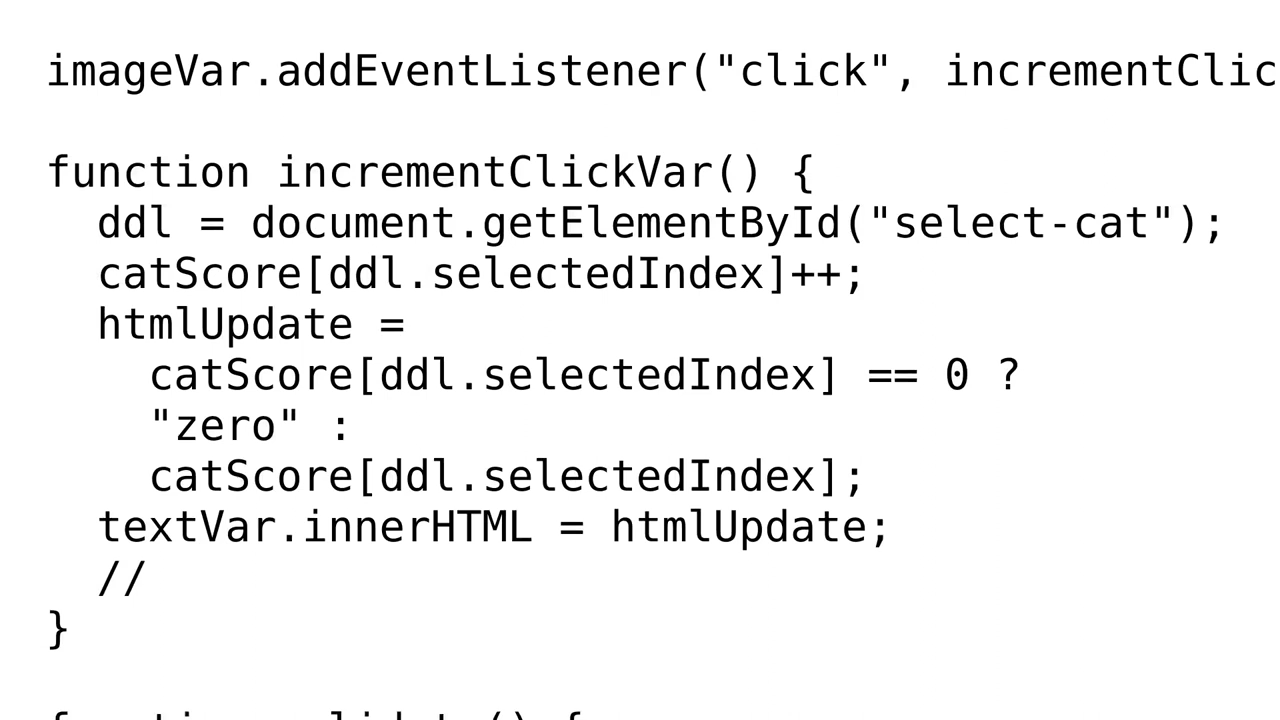 imageVar.addEventListener("click", incrementClic
function incrementClickVar() {
  ddl = document.getElementById("select-cat");
  catScore[ddl.selectedIndex]++;
  htmlUpdate =
    catScore[ddl.selectedIndex] == 0 ?
    "zero" :
    catScore[ddl.selectedIndex];
  textVar.innerHTML = htmlUpdate;
  //
}